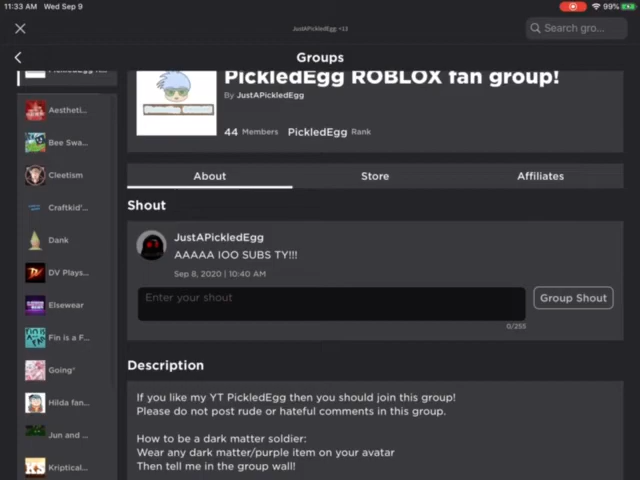 11:33 AM Wed Sep 9
99%
JustAPickledEgg: <13
Search gro...
Groups
PickledEgg ROBLOX fan group!
By JustAPickledEgg
44 Members PickledEgg Rank
Aestheti...
Bee Swa...
Cleetism
Craftkid'...
Dank
DV Plays...
Elsewear
Fin is a F...
Going"
Hilda fan...
Jun and ...
Kriptical...
About
Store
Affiliates
Shout
JustAPickledEgg
AAAAA IOO SUBS TY!!!
Sep 8, 2020 | 10:40 AM
Enter your shout
Group Shout
0/255
Description
If you like my YT PickledEgg then you should join this group!
Please do not post rude or hateful comments in this group.
How to be a dark matter soldier:
Wear any dark matter/purple item on your avatar
Then tell me in the group wall!